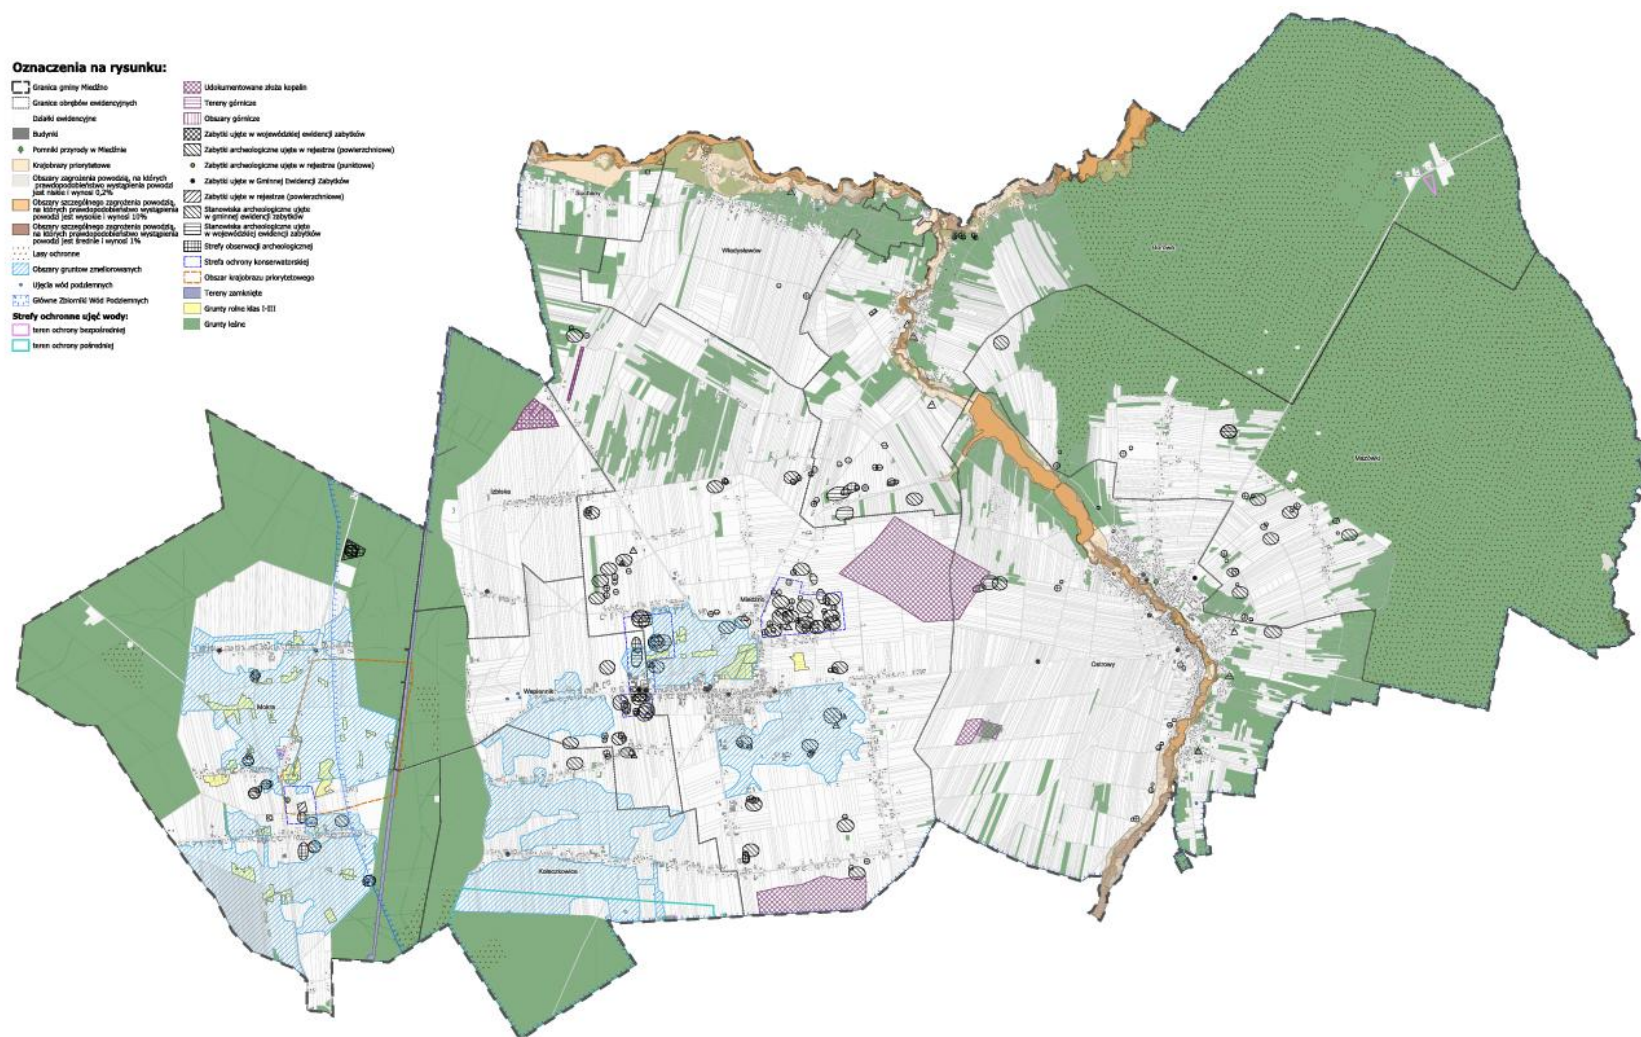 Oznaczenia na rysunku:
Granica gminy Miedźno
Granice obrębów ewidencyjnych
Działki ewidencyjne
Budynki
Pomniki przyrody w Miedźnie
Krajobrazy priorytetowe
Obszary zagrożenia powodzią, na których
prawdopodobieństwo wystąpienia powodzi
jest niskie i wynosi 0,2%
Obszary szczególnego zagrożenia powodzią,
na których prawdopodobieństwo wystąpienia
powodzi jest wysokie i wynosi 10%
Obszary szczególnego zagrożenia powodzią,
na których prawdopodobieństwo wystąpienia
powodzi jest średnie i wynosi 1%
Lasy ochronne
Obszary gruntów zmeliorowanych
Ujęcia wód podziemnych
Główne Zbiorniki Wód Podziemnych
Strefy ochronne ujęć wody:
teren ochrony bezpośredniej
teren ochrony pośredniej
Udokumentowane złoża kopalin
Tereny górnicze
Obszary górnicze
Zabytki ujęte w wojewódzkiej ewidencji zabytków
Zabytki archeologiczne ujęte w rejestrze (powierzchniowe)
Zabytki archeologiczne ujęte w rejestrze (punktowe)
Zabytki ujęte w Gminnej Ewidencji Zabytków
Zabytki ujęte w rejestrze (powierzchniowe)
Stanowiska archeologiczne ujęte
w gminnej ewidencji zabytków
Stanowiska archeologiczne ujęte
w wojewódzkiej ewidencji zabytków
Strefy obserwacji archeologicznej
Strefa ochrony konserwatorskiej
Obszar krajobrazu priorytetowego
Tereny zamknięte
Grunty rolne klas I-III
Grunty leśne
Władysławów
Mazówki
Izbiska
Miedźno
Ostrowy
Wapiennik
Mokra
Kołaczkowice